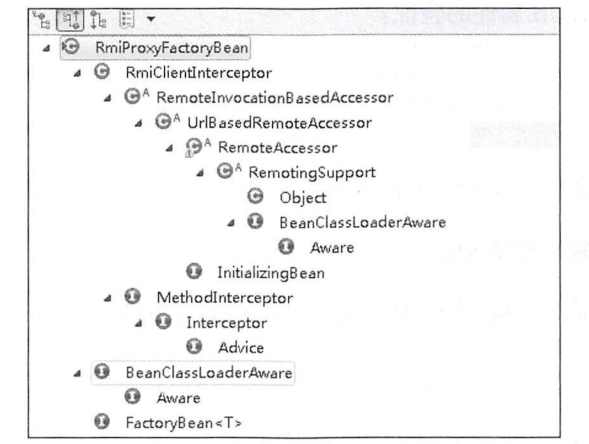 RmiProxyFactoryBean
RmiClientInterceptor
RemoteInvocationBasedAccessor
UrlBasedRemoteAccessor
RemoteAccessor
RemotingSupport
Object
BeanClassLoaderAware
Aware
InitializingBean
MethodInterceptor
Interceptor
Advice
BeanClassLoaderAware
Aware
FactoryBean<T>